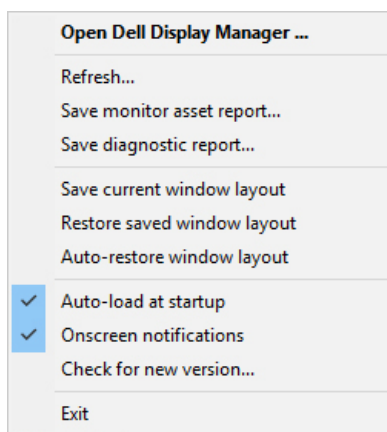 Open Dell Display Manager ...
Refresh...
Save monitor asset report...
Save diagnostic report...
Save current window layout
Restore saved window layout
Auto-restore window layout
Auto-load at startup
Onscreen notifications
Check for new version...
Exit